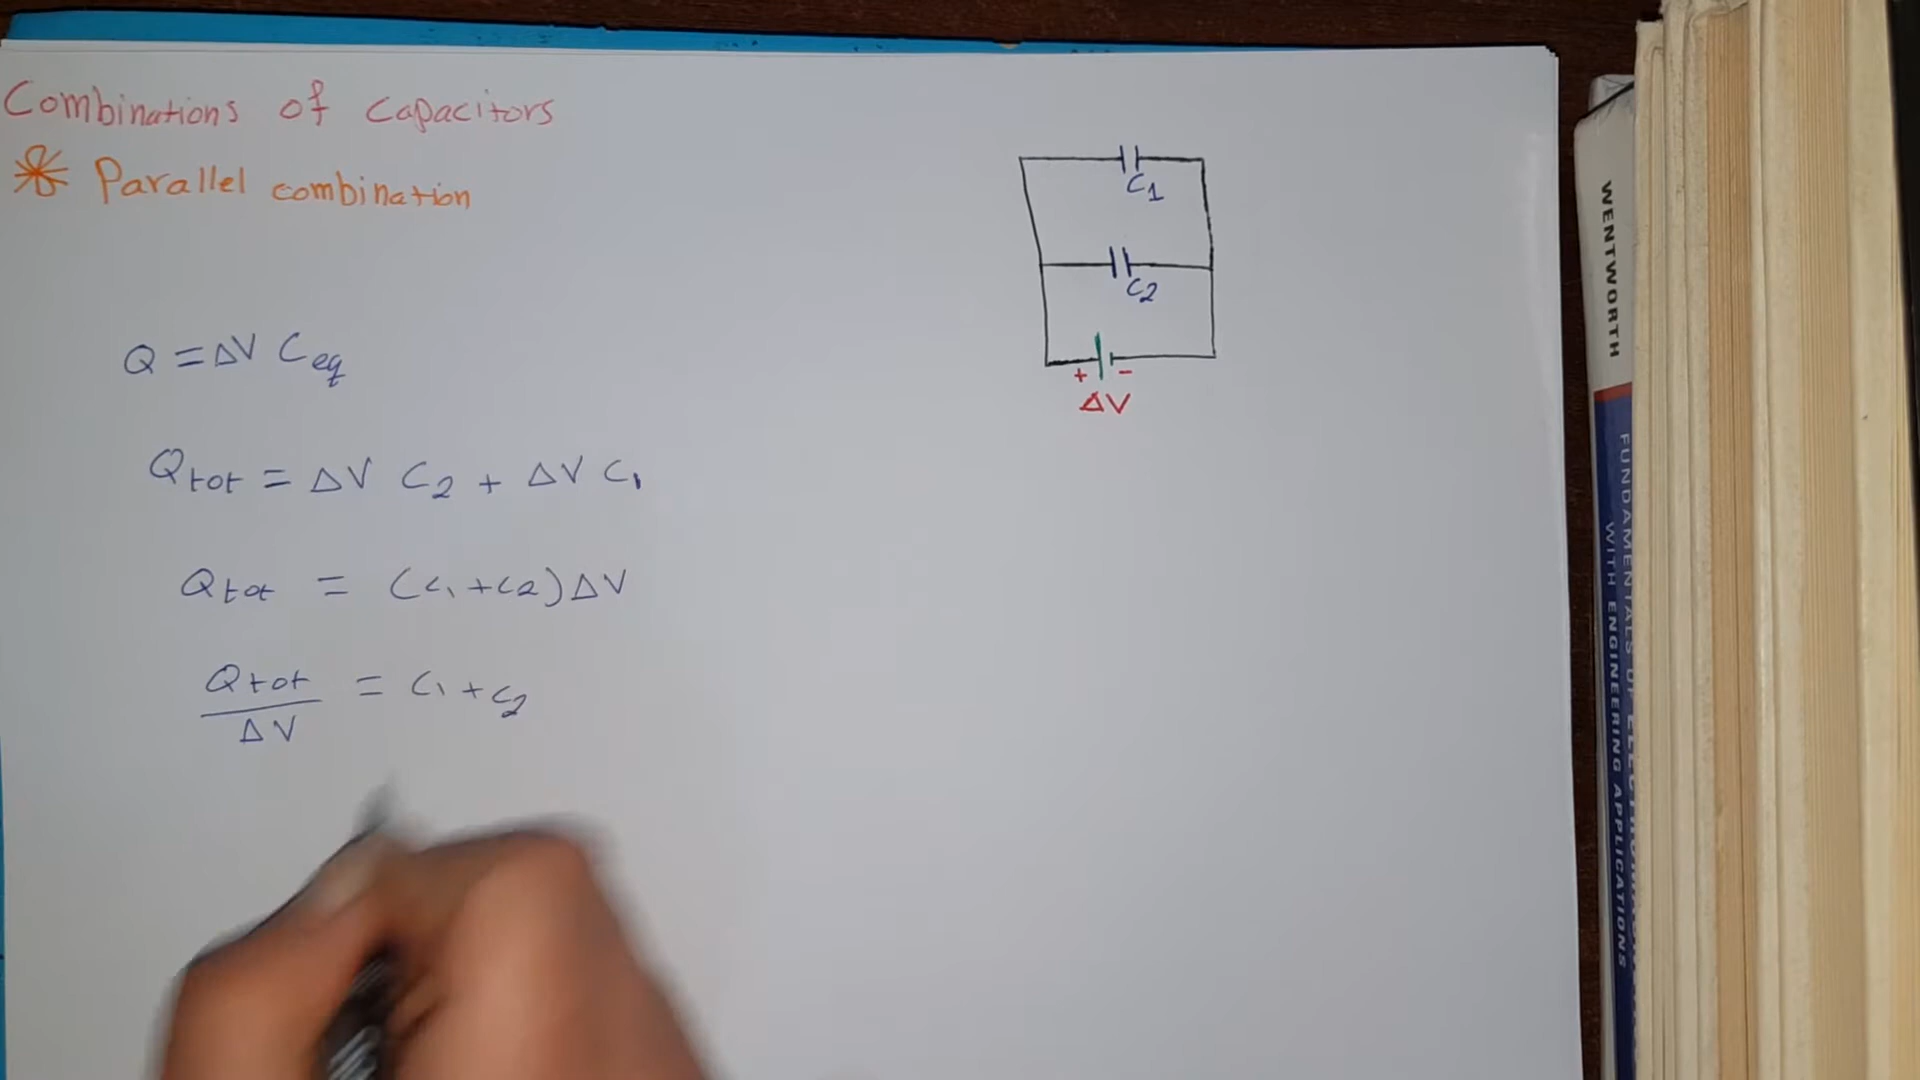 Combinations of capacitors
* Parallel combination
C1
C2
+ -
ΔV
Q = ΔV Ceq
Qtot = ΔV C2 + ΔV C1
Qtot = (C1 + C2) ΔV
Qtot
ΔV
= C1 + C2
WENTWORTH
FUNDAMENTALS OF
WITH ENGINEERING APPLICATIONS